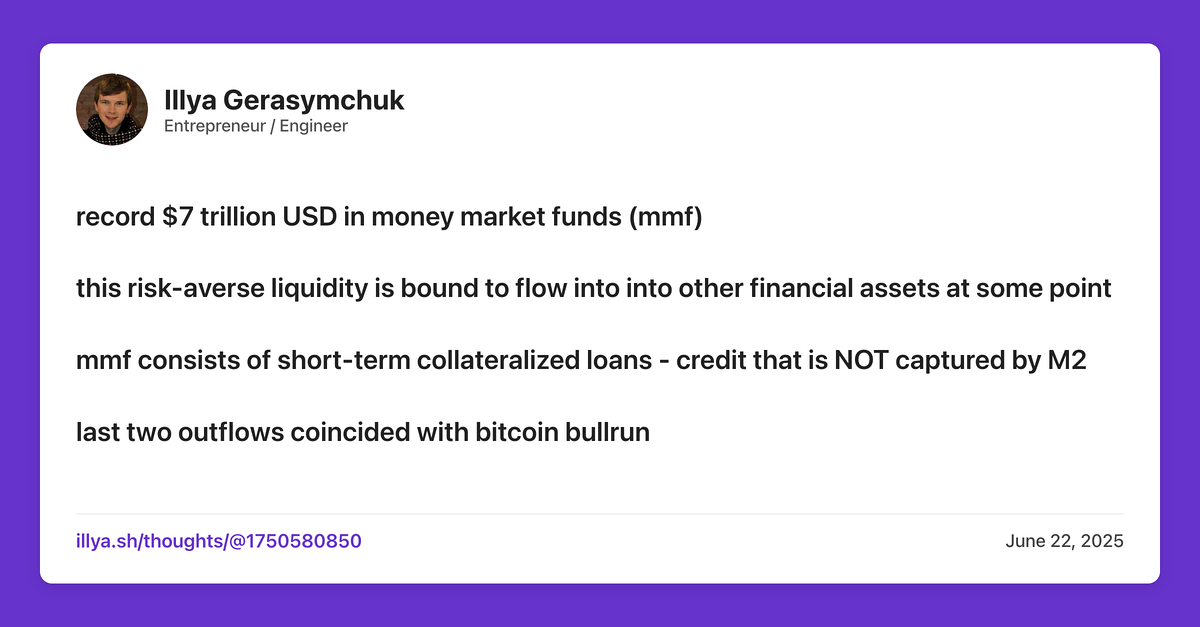 Illya Gerasymchuk
Entrepreneur / Engineer
record $7 trillion USD in money market funds (mmf)
this risk-averse liquidity is bound to flow into into other financial assets at some point
mmf consists of short-term collateralized loans - credit that is NOT captured by M2
last two outflows coincided with bitcoin bullrun
illya.sh/thoughts/@1750580850
June 22, 2025